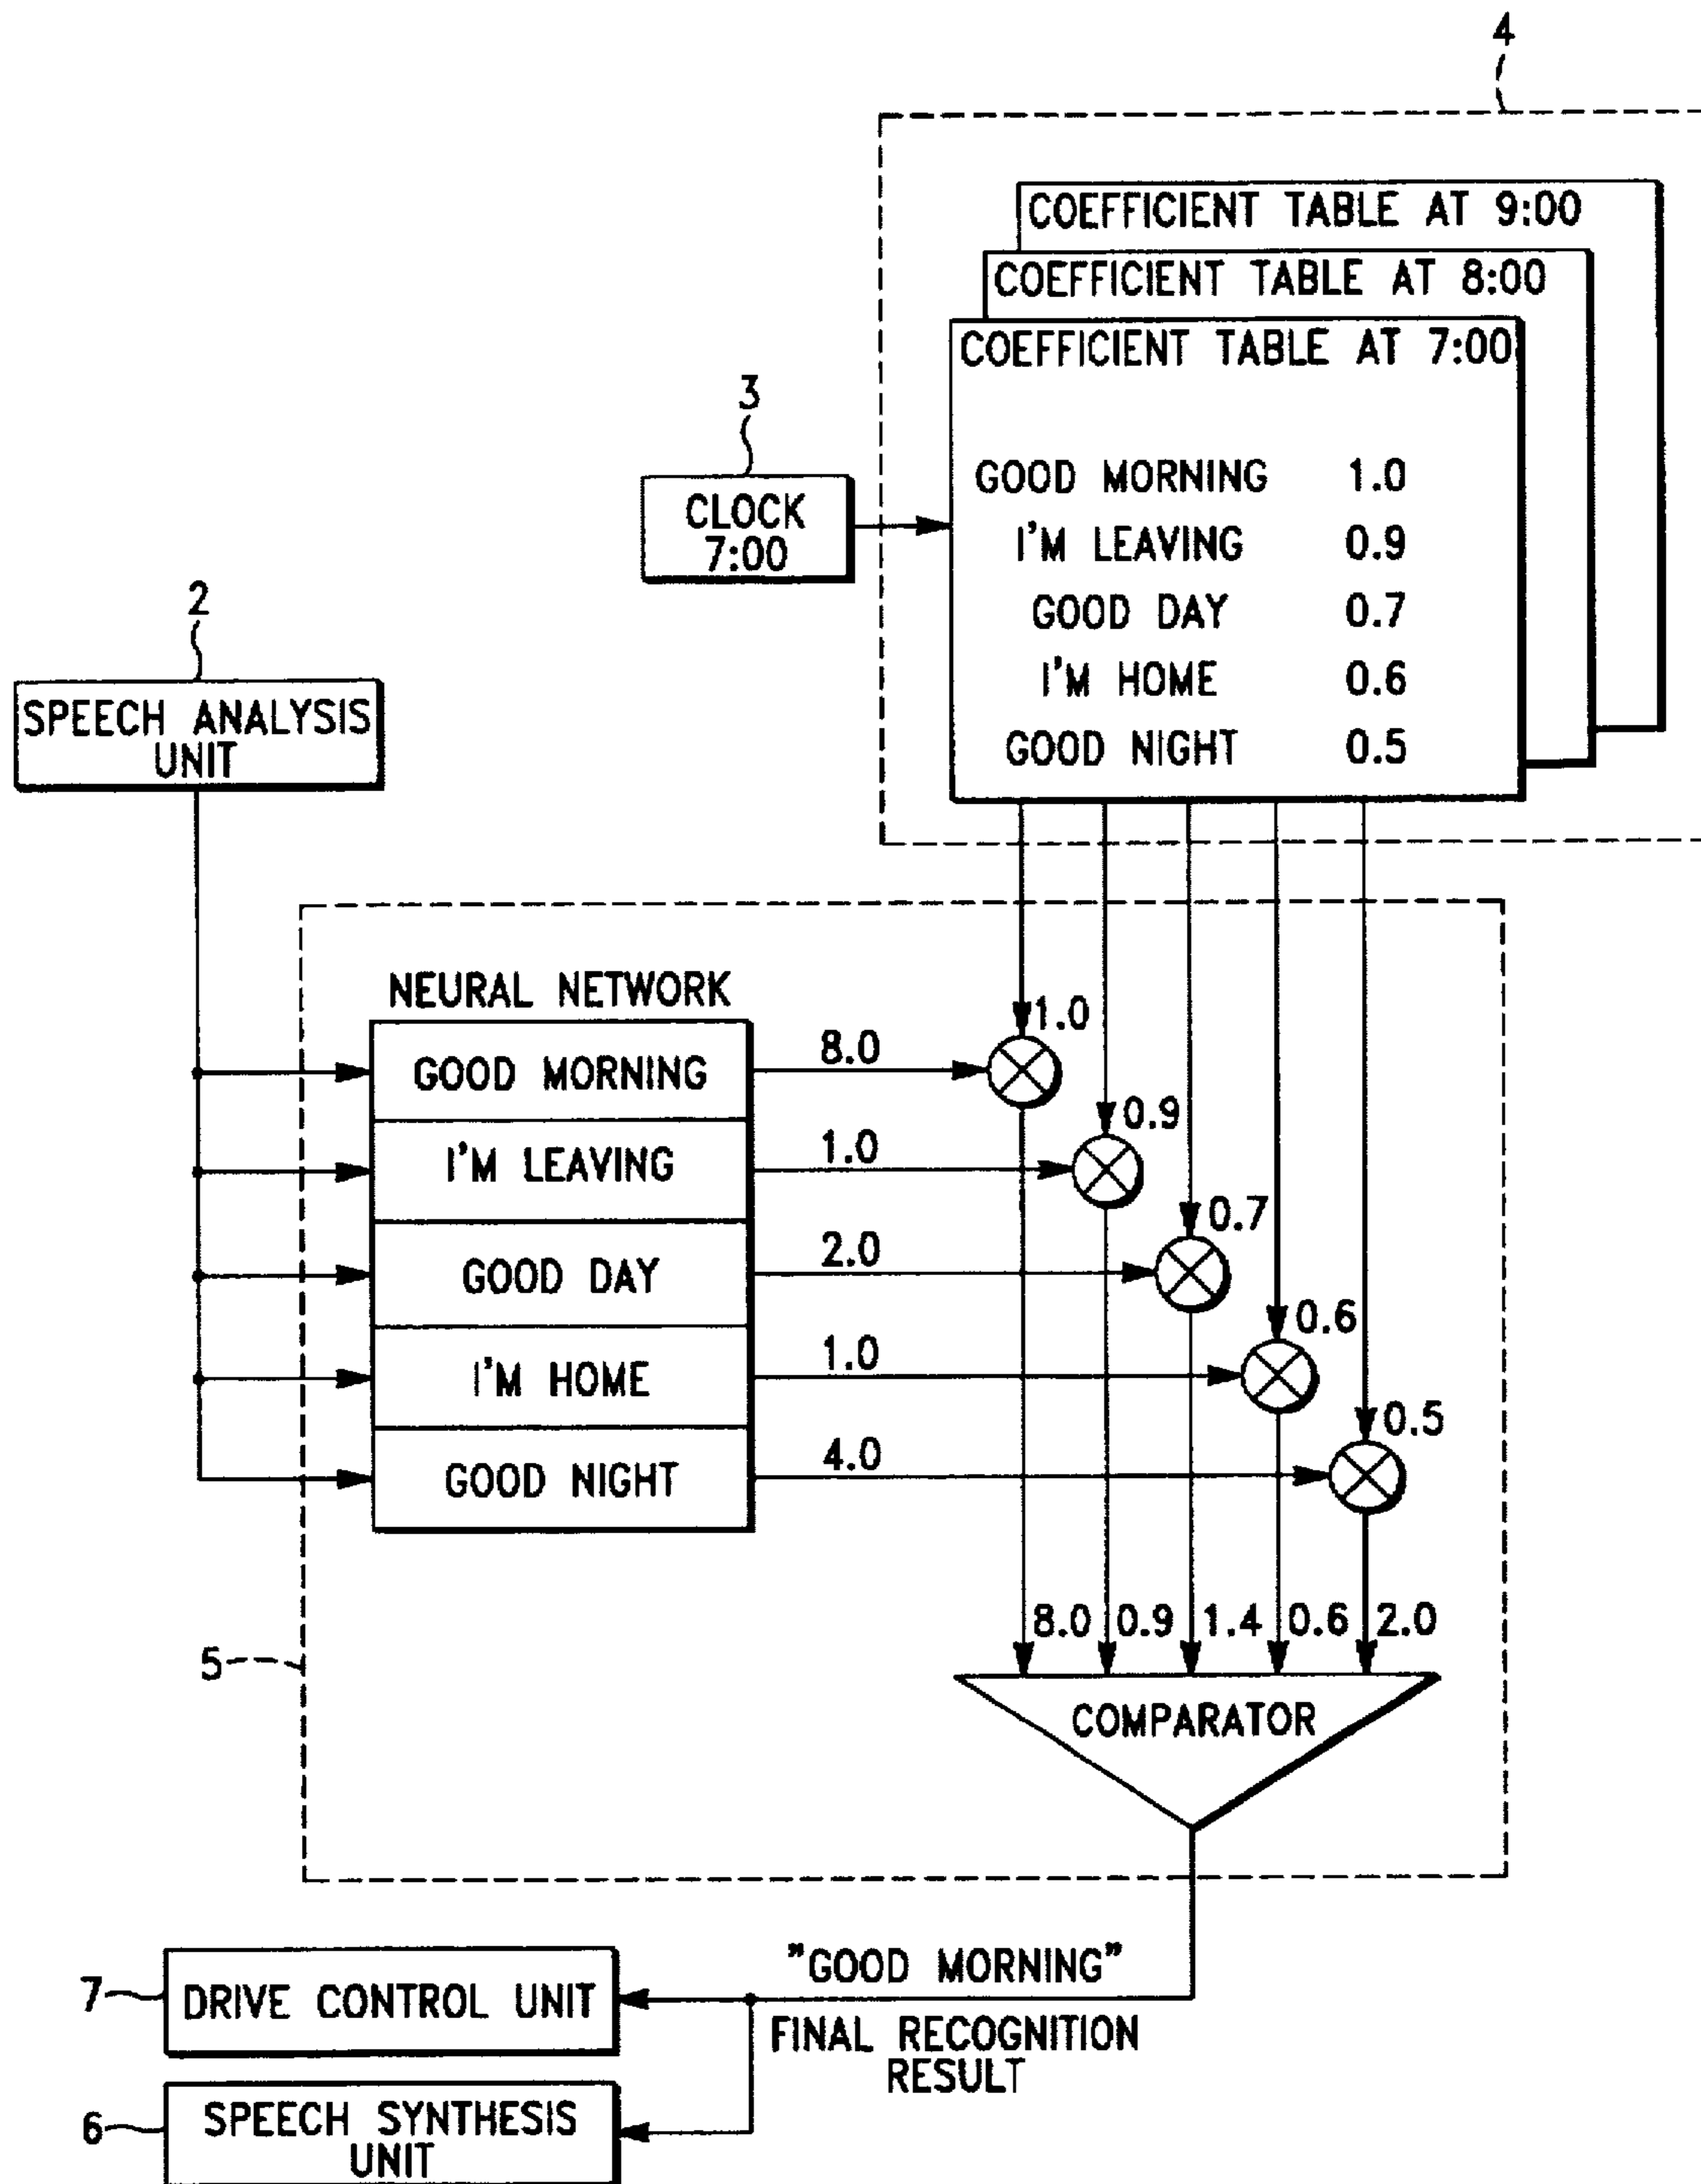 4
COEFFICIENT TABLE AT 9:00
COEFFICIENT TABLE AT 8:00
COEFFICIENT TABLE AT 7:00
GOOD MORNING 1.0
I'M LEAVING 0.9
GOOD DAY 0.7
I'M HOME 0.6
GOOD NIGHT 0.5
3
CLOCK
7:00
2
SPEECH ANALYSIS
UNIT
NEURAL NETWORK
GOOD MORNING 8.0 1.0
I'M LEAVING 1.0 0.9
GOOD DAY 2.0 0.7
I'M HOME 1.0 0.6
GOOD NIGHT 4.0 0.5
8.0 0.9 1.4 0.6 2.0
5
COMPARATOR
"GOOD MORNING"
FINAL RECOGNITION
RESULT
7
DRIVE CONTROL UNIT
6
SPEECH SYNTHESIS
UNIT